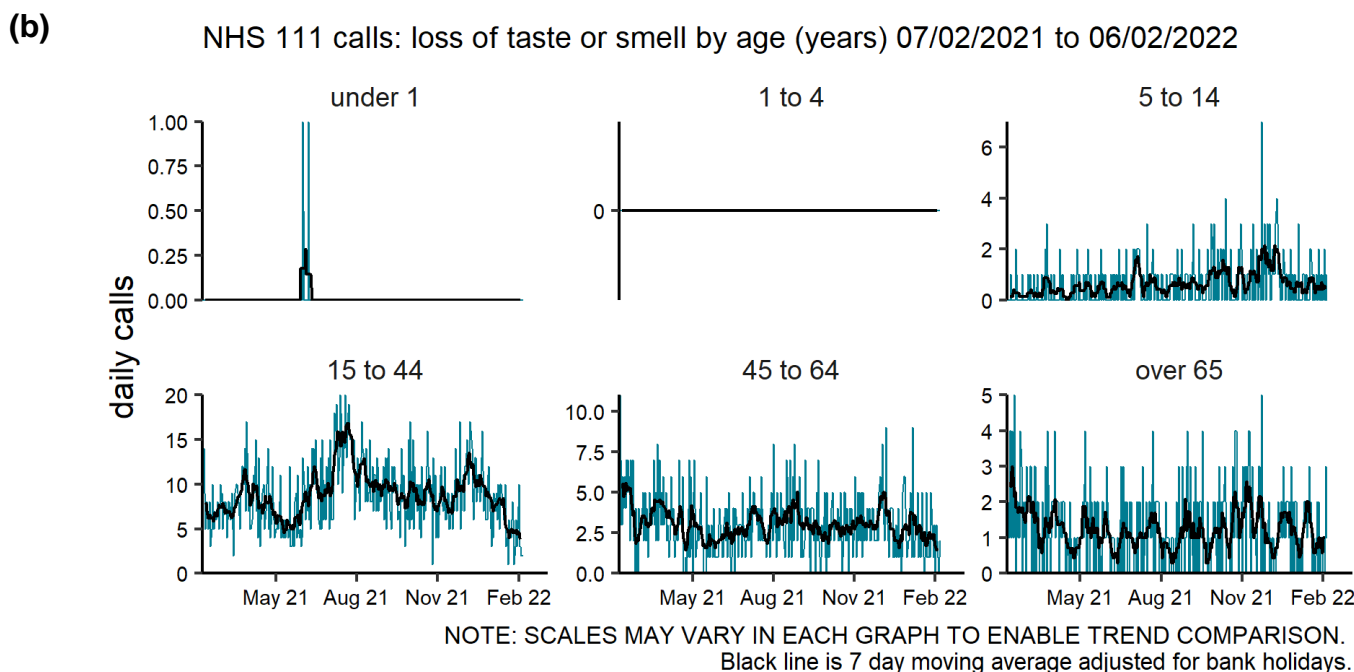 (b)
NHS 111 calls: loss of taste or smell by age (years) 07/02/2021 to 06/02/2022
under 1
1.00
0.75
0.50
0.25
0.00
1 to 4
0
5 to 14
6
4
2
0
daily calls
15 to 44
20
15
10
5
0
May 21 Aug 21 Nov 21 Feb 22
45 to 64
10.0
7.5
5.0
2.5
0.0
May 21 Aug 21 Nov 21 Feb 22
over 65
5
4
3
2
1
0
May 21 Aug 21 Nov 21 Feb 22
NOTE: SCALES MAY VARY IN EACH GRAPH TO ENABLE TREND COMPARISON.
Black line is 7 day moving average adjusted for bank holidays.